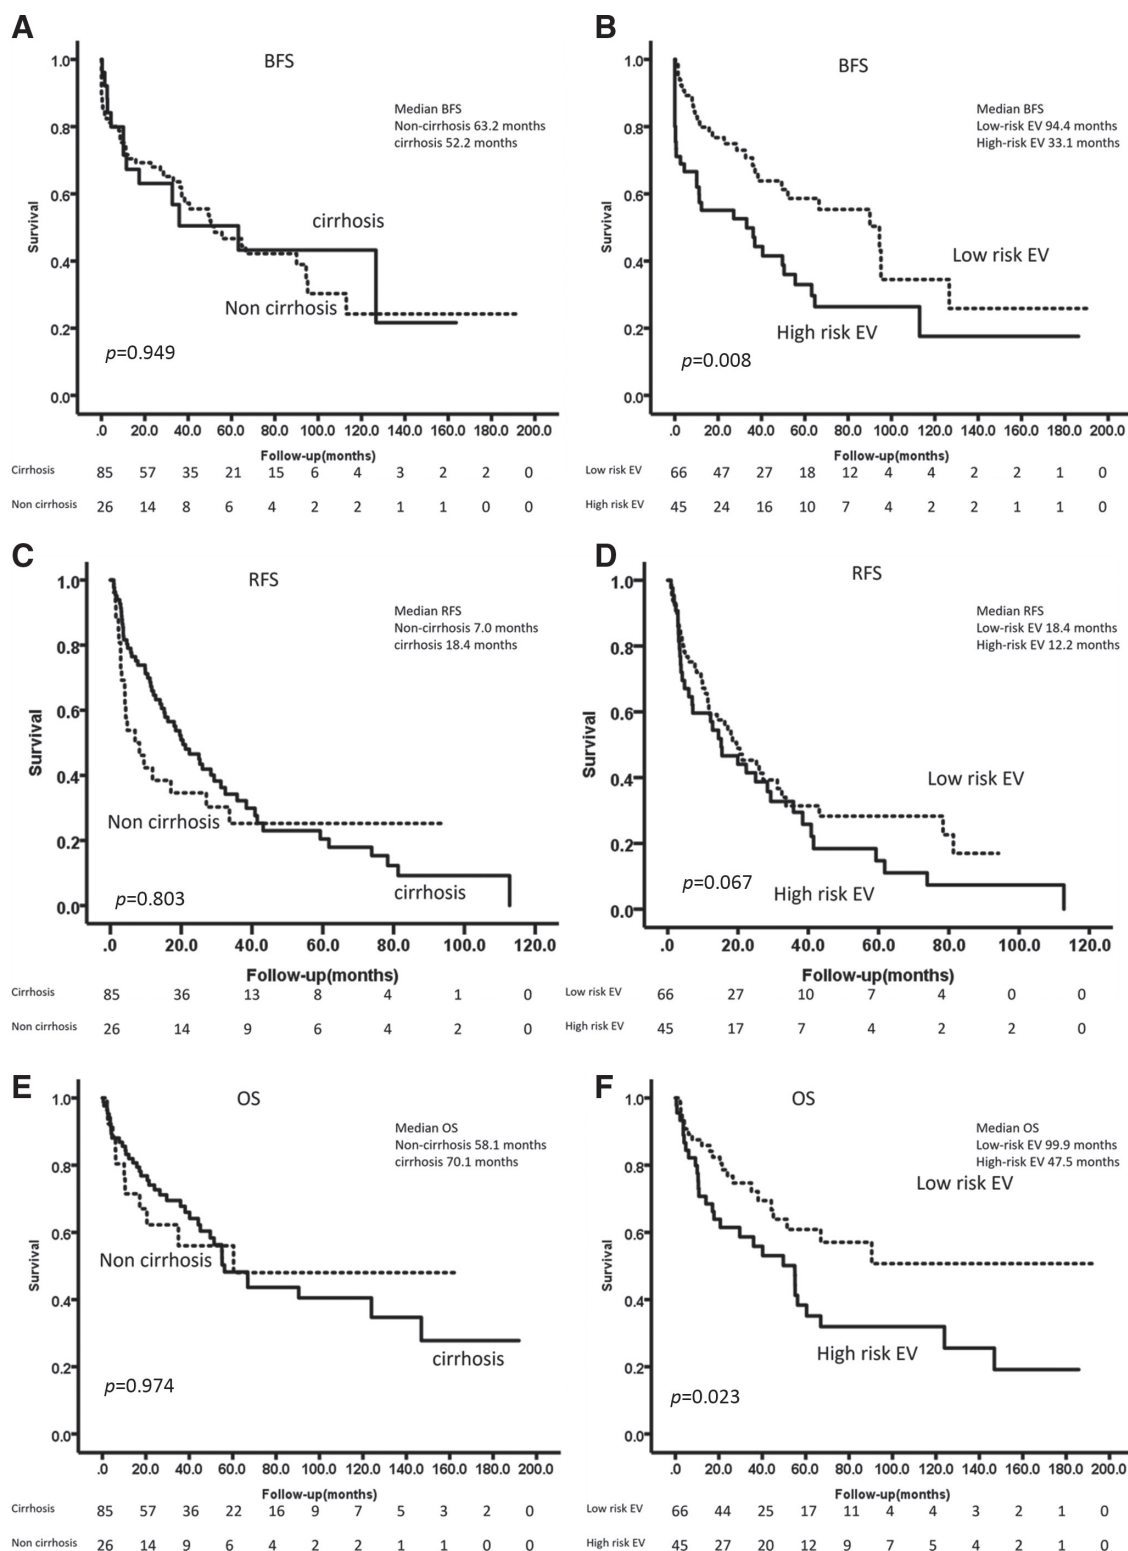 A
BFS
Median BFS
Non-cirrhosis 63.2 months
cirrhosis 52.2 months
1.0
0.8
0.6
0.4
0.2
0.0
Survival
cirrhosis
Non cirrhosis
p=0.949
.0 20.0 40.0 60.0 80.0 100.0 120.0 140.0 160.0 180.0 200.0
Follow-up(months)
Cirrhosis 85 57 35 21 15 6 4 3 2 2 0
Non cirrhosis 26 14 8 6 4 2 2 1 1 0 0
B
BFS
Median BFS
Low-risk EV 94.4 months
High-risk EV 33.1 months
1.0
0.8
0.6
0.4
0.2
0.0
Survival
Low risk EV
High risk EV
p=0.008
.0 20.0 40.0 60.0 80.0 100.0 120.0 140.0 160.0 180.0 200.0
Follow-up(months)
Low risk EV 66 47 27 18 12 4 4 2 2 1 0
High risk EV 45 24 16 10 7 4 2 2 1 1 0
C
RFS
Median RFS
Non-cirrhosis 7.0 months
cirrhosis 18.4 months
1.0
0.8
0.6
0.4
0.2
0.0
Survival
Non cirrhosis
cirrhosis
p=0.803
.0 20.0 40.0 60.0 80.0 100.0 120.0
Follow-up(months)
Cirrhosis 85 36 13 8 4 1 0
Non cirrhosis 26 14 9 6 4 2 0
D
RFS
Median RFS
Low-risk EV 18.4 months
High-risk EV 12.2 months
1.0
0.8
0.6
0.4
0.2
0.0
Survival
Low risk EV
p=0.067
High risk EV
.0 20.0 40.0 60.0 80.0 100.0 120.0
Follow-up(months)
Low risk EV 66 27 10 7 4 0 0
High risk EV 45 17 7 4 2 2 0
E
OS
Median OS
Non-cirrhosis 58.1 months
cirrhosis 70.1 months
1.0
0.8
0.6
0.4
0.2
0.0
Survival
Non cirrhosis
cirrhosis
p=0.974
.0 20.0 40.0 60.0 80.0 100.0 120.0 140.0 160.0 180.0 200.0
Follow-up(months)
Cirrhosis 85 57 36 22 16 9 7 5 3 2 0
Non cirrhosis 26 14 9 6 4 2 2 1 1 0 0
F
OS
Median OS
Low-risk EV 99.9 months
High-risk EV 47.5 months
1.0
0.8
0.6
0.4
0.2
0.0
Survival
Low risk EV
High risk EV
p=0.023
.0 20.0 40.0 60.0 80.0 100.0 120.0 140.0 160.0 180.0 200.0
Follow-up(months)
Low risk EV 66 44 25 17 11 4 4 3 2 1 0
High risk EV 45 27 20 12 9 7 5 4 2 1 0